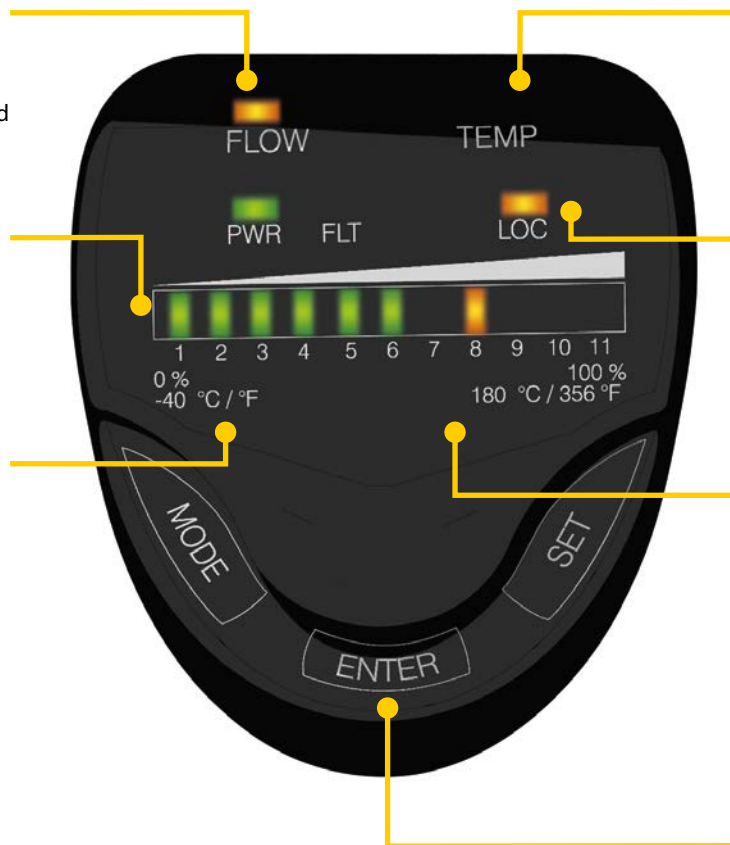 d
FLOW TEMP
PWR FLT LOC
1 2 3 4 5 6 7 8 9 10 11
0 % 100 %
-40 °C / °F 180 °C / 356 °F
MODE SET
ENTER